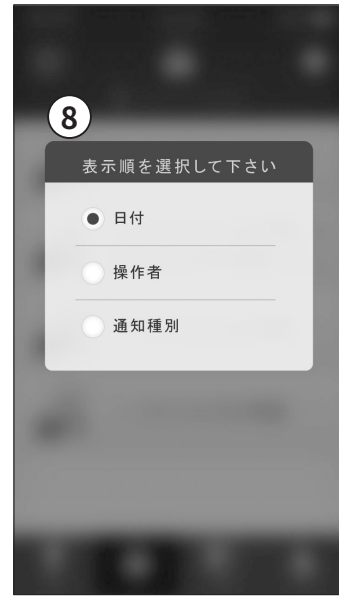 8
表示順を選択して下さい
日付
操作者
通知種別